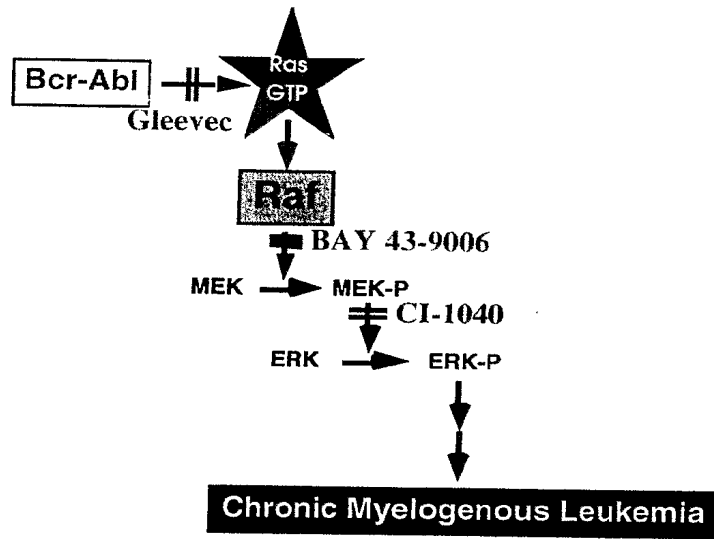 Ras
Bcr-Abl
GTP
Gleevec
Raf
BAY 43-9006
MEK
MEK-P
CI-1040
ERK
ERK-P
Chronic Myelogenous Leukemia